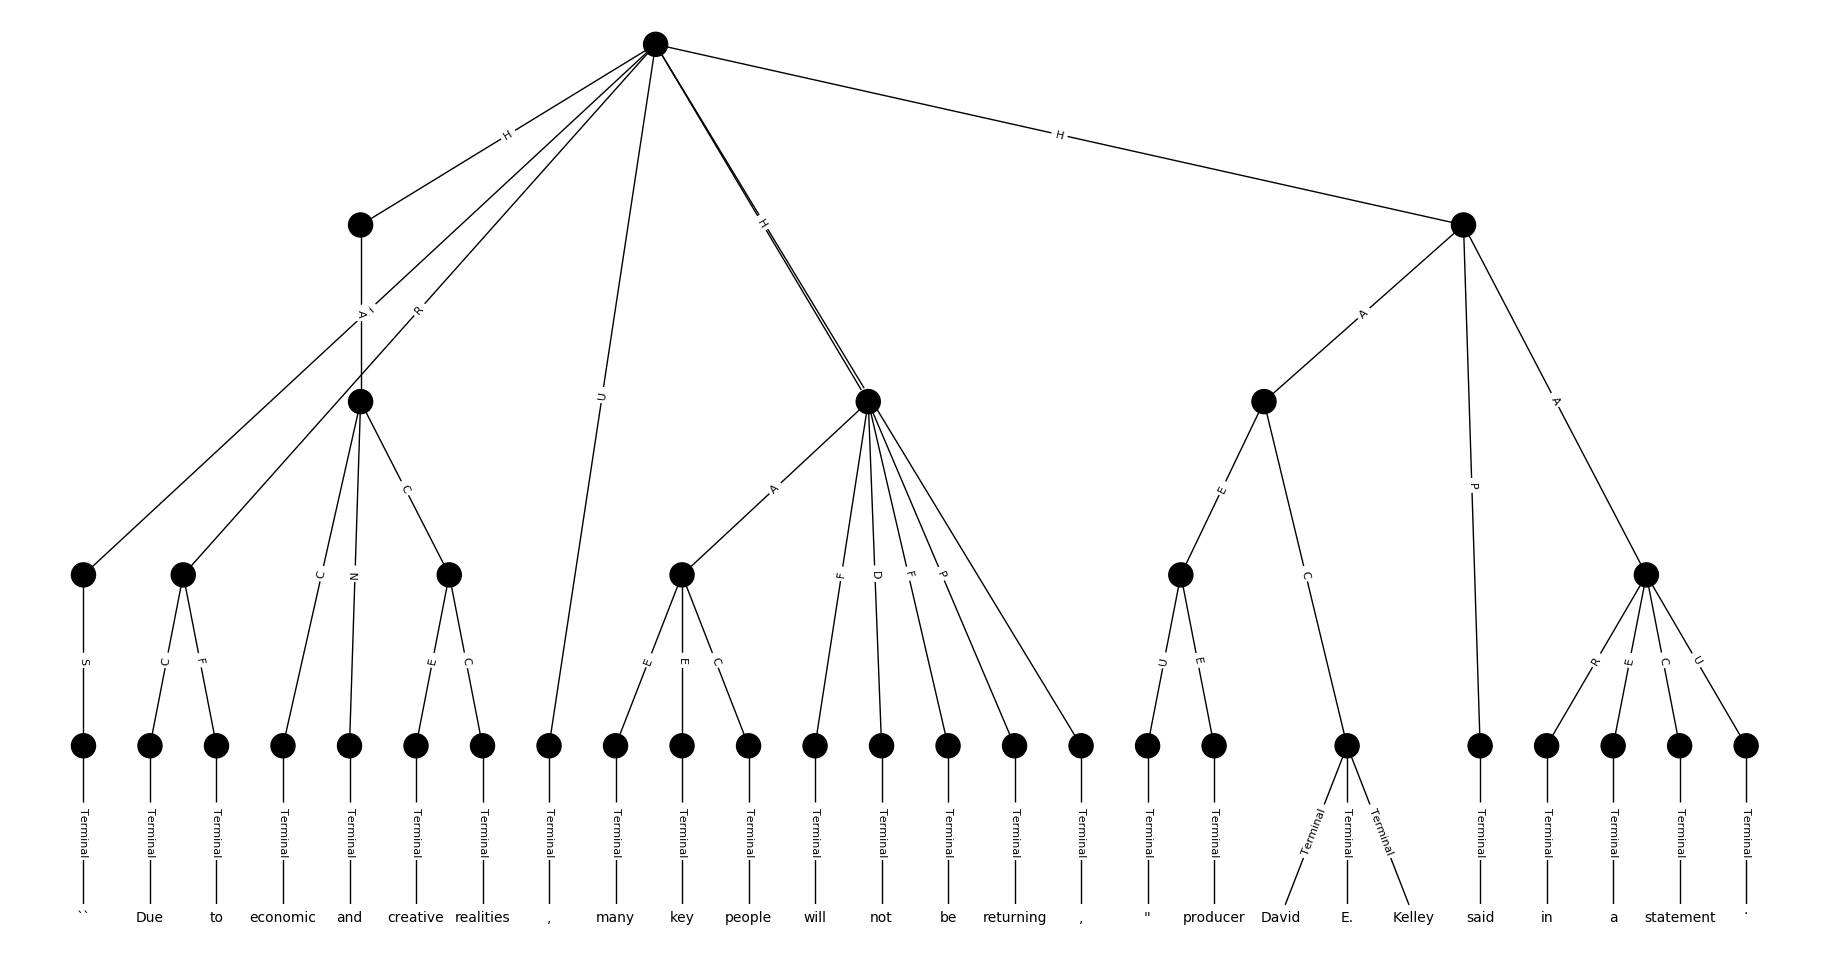 H H H
A R A
U A
E C C A E P
C N F D F P C
S C F E C E E C U E R E C U
Terminal Terminal Terminal Terminal Terminal Terminal Terminal Terminal Terminal Terminal Terminal Terminal Terminal Terminal Terminal Terminal Terminal Terminal Terminal Terminal Terminal Terminal Terminal Terminal Terminal Terminal
`` Due to economic and creative realities , many key people will not be returning , " producer David E. Kelley said in a statement .